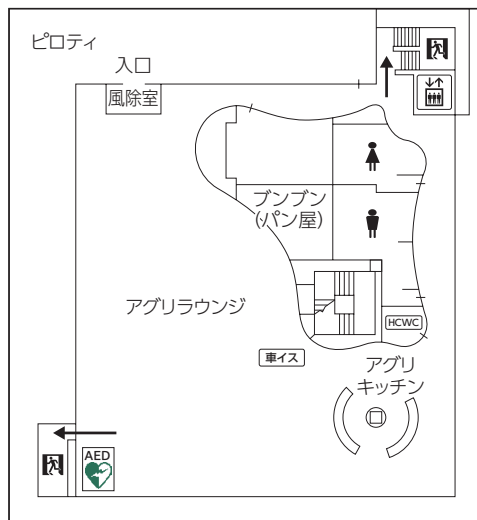 ピロティ
入口
風除室
ブンブン
(パン屋)
アグリラウンジ
HCWC
車イス
アグリ
キッチン
AED